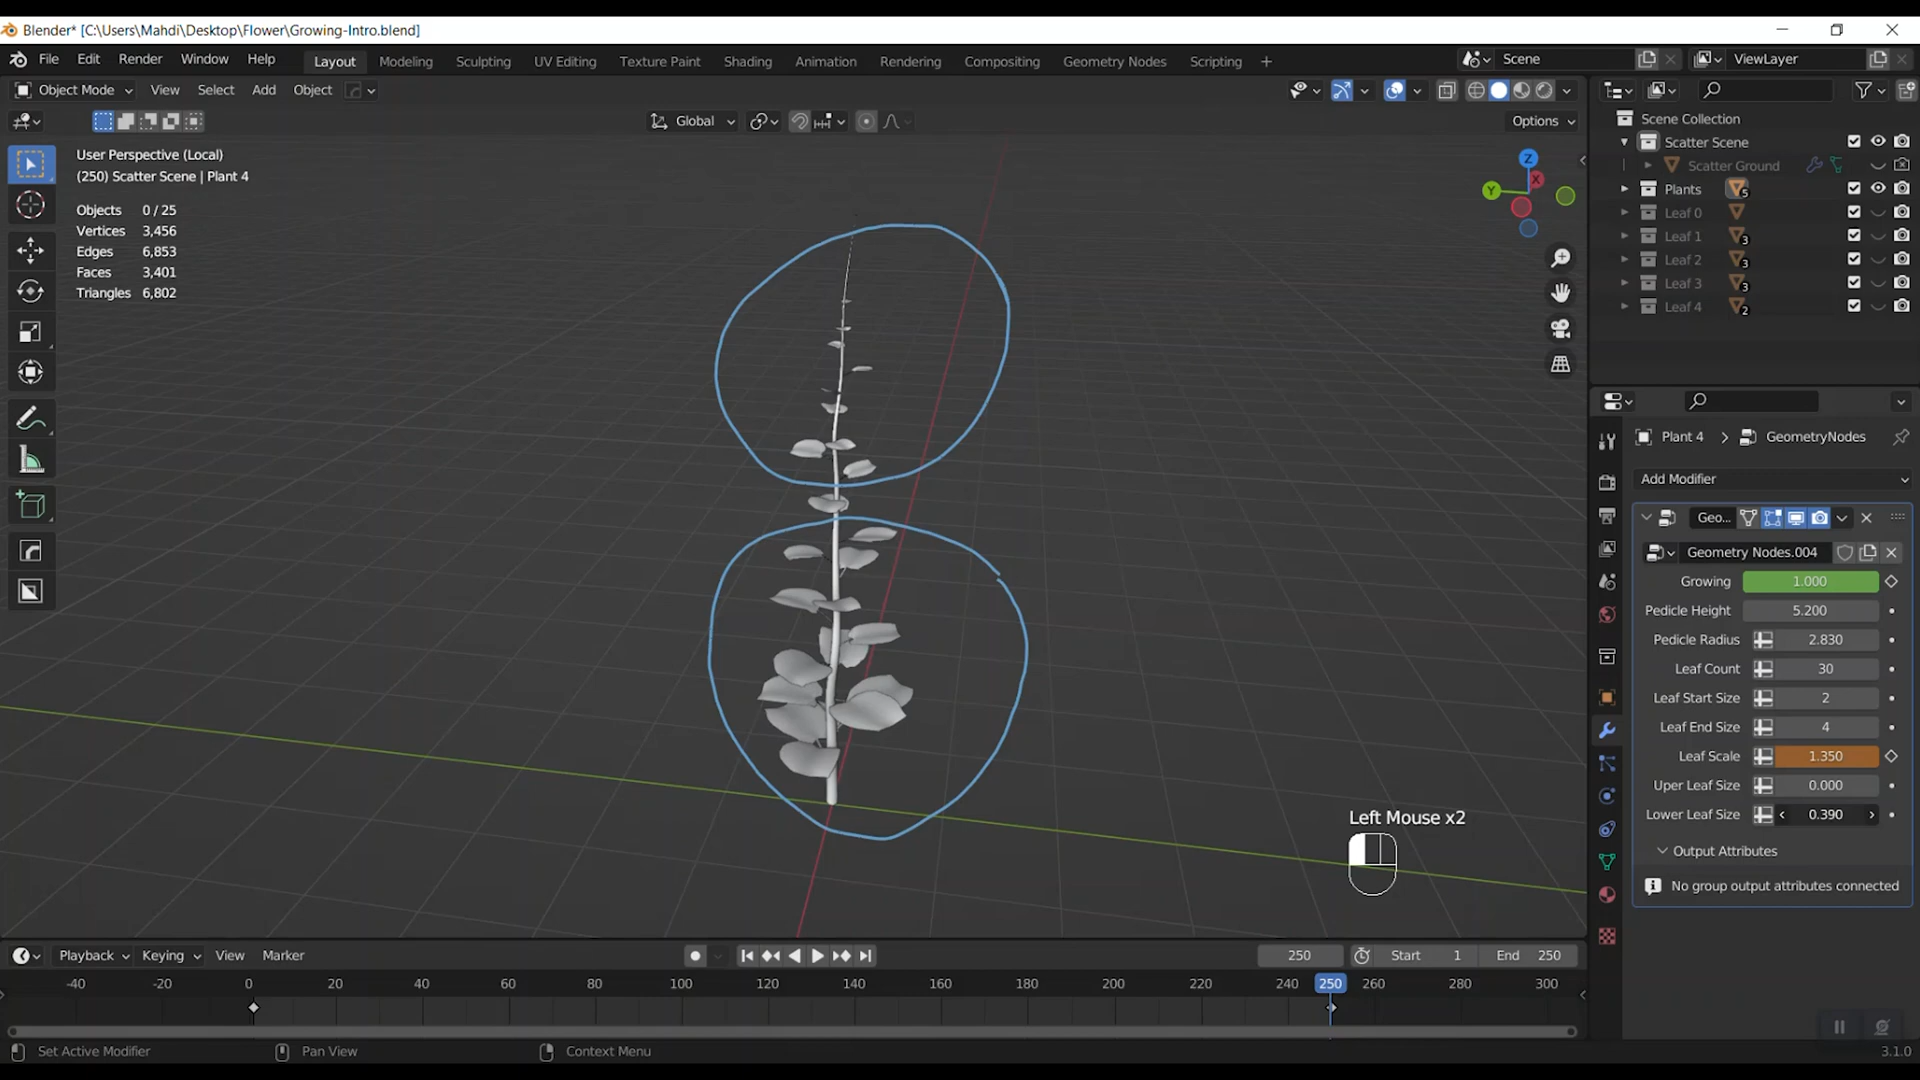 Blender* [C:\Users\Mahdi\Desktop\Flower\Growing-Intro.blend]
File Edit Render Window Help Layout Modeling Sculpting UV Editing Texture Paint Shading Animation Rendering Compositing Geometry Nodes Scripting + Scene ViewLayer
Object Mode View Select Add Object
Global Options
User Perspective (Local)
(250) Scatter Scene | Plant 4
Objects 0 / 25
Vertices 3,456
Edges 6,853
Faces 3,401
Triangles 6,802
Z
X
Y
Scene Collection
Scatter Scene
Scatter Ground
Plants 5
Leaf 0
Leaf 1 3
Leaf 2 3
Leaf 3 3
Leaf 4 2
Plant 4 > GeometryNodes
Add Modifier
Geo...
Geometry Nodes.004
Growing 1.000
Pedicle Height 5.200
Pedicle Radius 2.830
Leaf Count 30
Leaf Start Size 2
Leaf End Size 4
Leaf Scale 1.350
Uper Leaf Size 0.000
Lower Leaf Size 0.390
Output Attributes
No group output attributes connected
Left Mouse x2
Playback Keying View Marker 250 Start 1 End 250
-40 -20 0 20 40 60 80 100 120 140 160 180 200 220 240 250 260 280 300
Set Active Modifier Pan View Context Menu 3.1.0